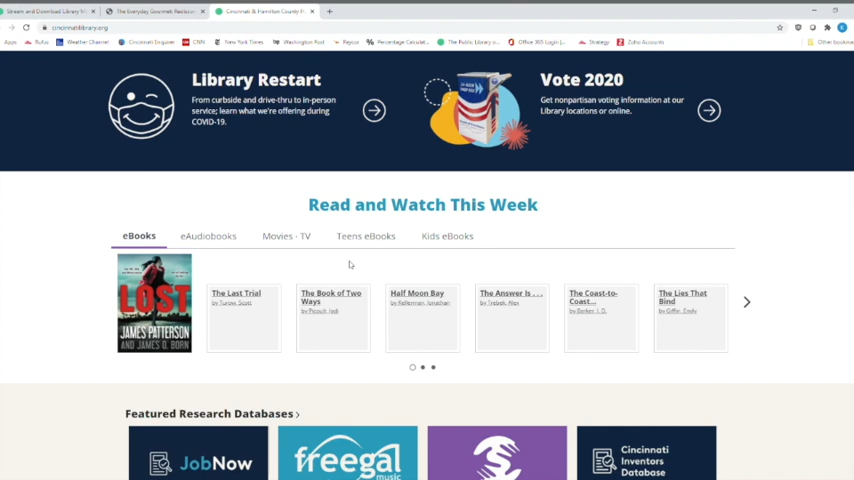 Stream and Download Library M
The Everyday Gourmet: Rediscov
Cincinnati & Hamilton County P
cincinnatilibrary.org
Apps
Rufus
Weather Channel
Cincinnati Enquirer
CNN
New York Times
Washington Post
Kaycor
Percentage Calculat...
The Public Library o...
Office 365 Login |...
Strategy
Zoho Accounts
Other bookma
Library Restart
From curbside and drive-thru to in-person
service; learn what we're offering during
COVID-19.
Vote 2020
Get nonpartisan voting information at our
Library locations or online.
Read and Watch This Week
eBooks
eAudiobooks
Movies · TV
Teens eBooks
Kids eBooks
LOST
JAMES PATTERSON
AND JAMES O. BORN
The Last Trial
by Turow, Scott
The Book of Two
Ways
by Picoult, Jodi
Half Moon Bay
by Kellerman, Jonathan
The Answer Is . . .
by Trebek, Alex
The Coast-to-
Coast...
by Barker, J. D.
The Lies That
Bind
by Giffin, Emily
Featured Research Databases ›
JobNow
freegal
music
Cincinnati
Inventors
Database